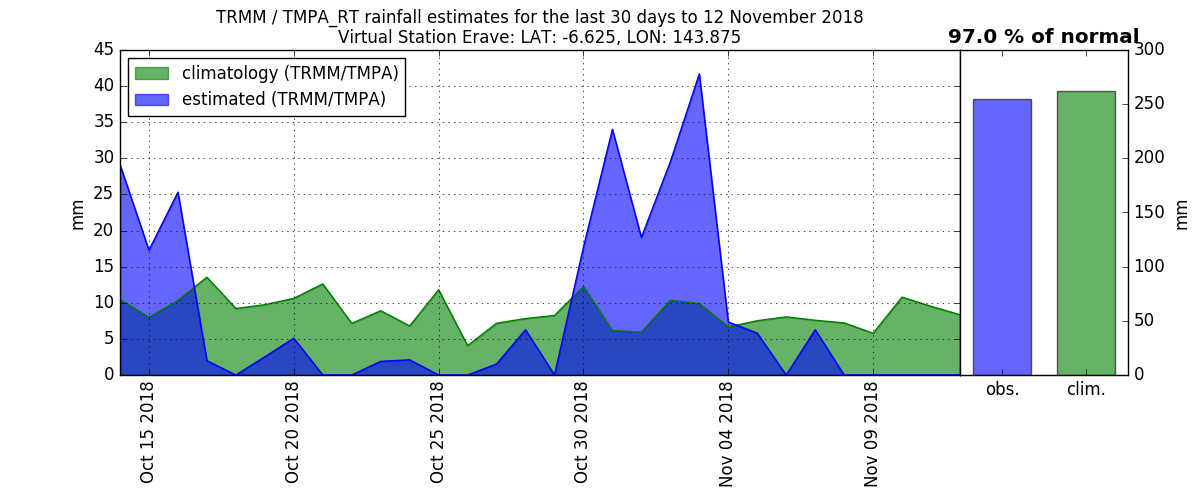 TRMM / TMPA_RT rainfall estimates for the last 30 days to 12 November 2018
Virtual Station Erave: LAT: -6.625, LON: 143.875
97.0 % of normal
climatology (TRMM/TMPA)
estimated (TRMM/TMPA)
45
40
35
30
25
20
15
10
5
0
mm
Oct 15 2018
Oct 20 2018
Oct 25 2018
Oct 30 2018
Nov 04 2018
Nov 09 2018
obs.
clim.
300
250
200
150
100
50
0
mm